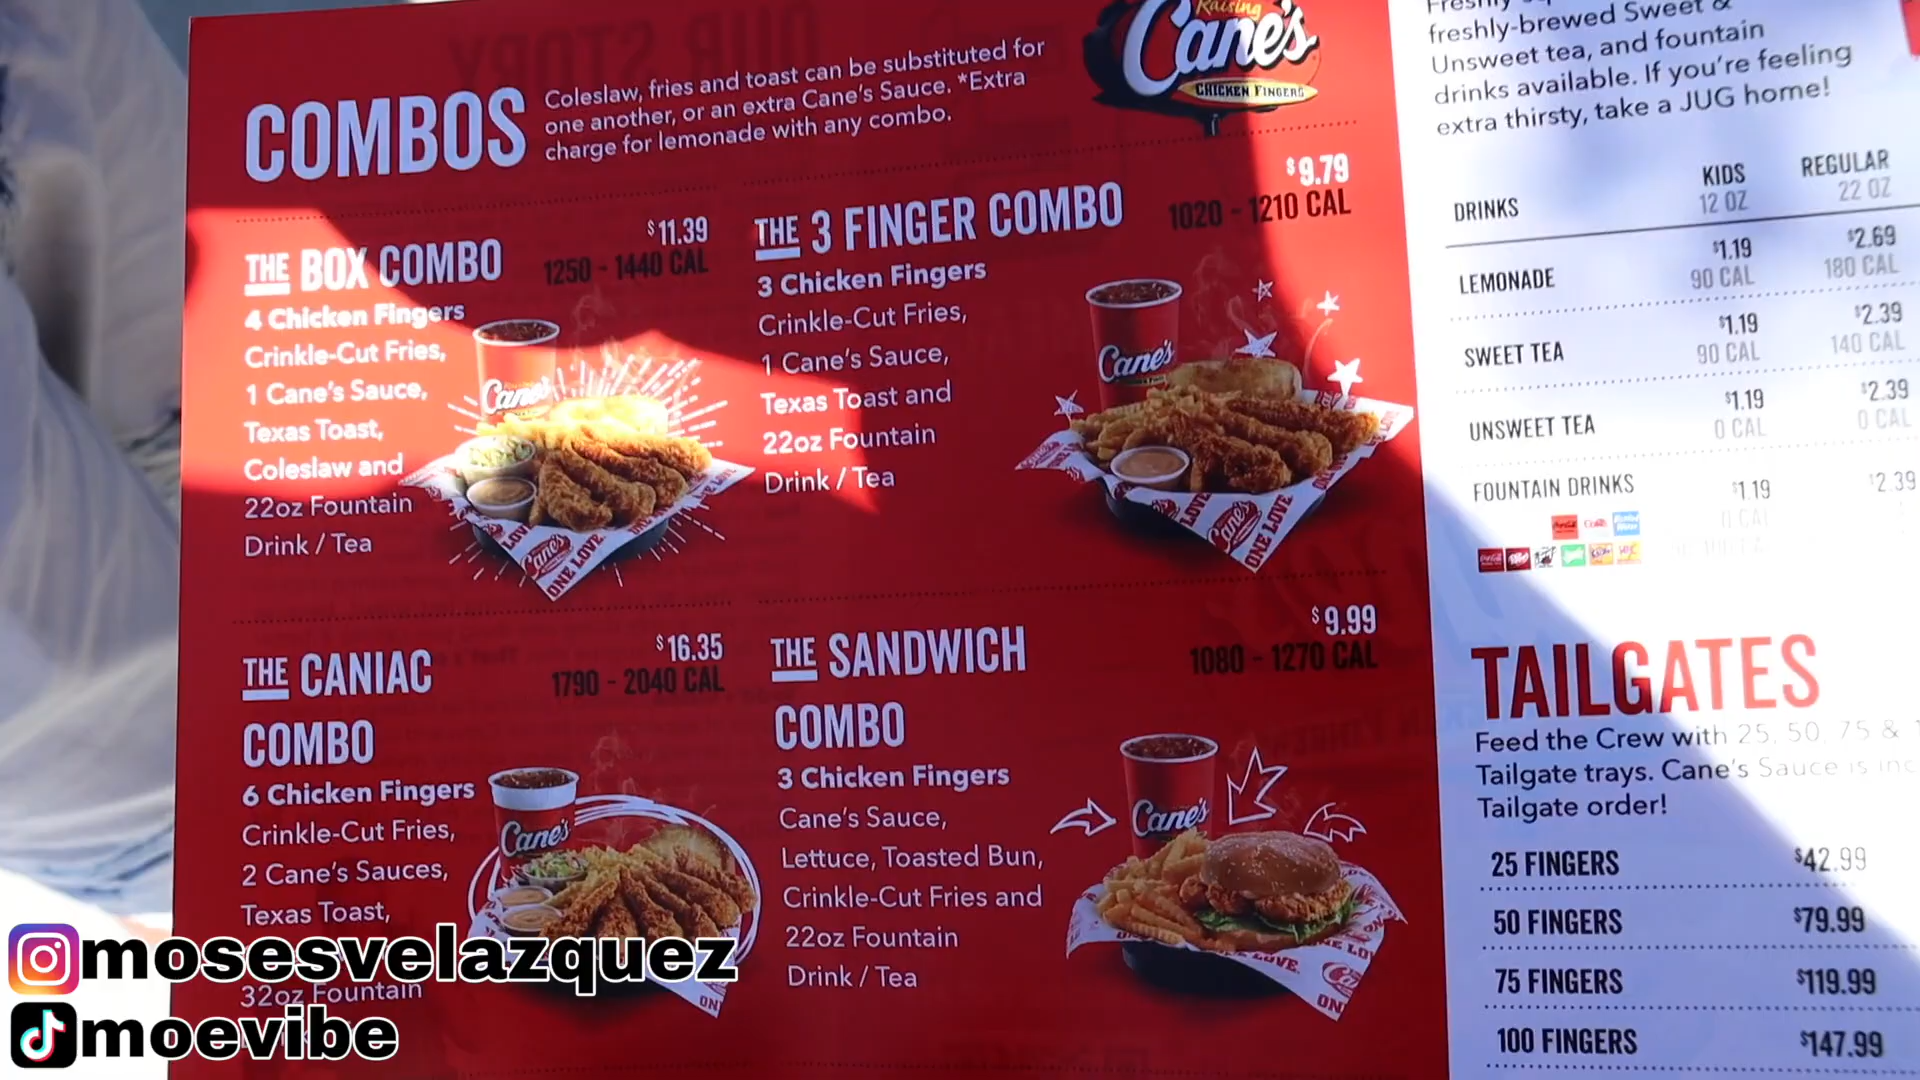 COMBOS
Coleslaw, fries and toast can be substituted for
one another, or an extra Cane's Sauce. *Extra
charge for lemonade with any combo.
Raising
Cane's
CHICKEN FINGERS
THE BOX COMBO
$11.39
1250 - 1440 CAL
4 Chicken Fingers
Crinkle-Cut Fries,
1 Cane's Sauce,
Texas Toast,
Coleslaw and
22oz Fountain
Drink / Tea
THE 3 FINGER COMBO
$9.79
1020 - 1210 CAL
3 Chicken Fingers
Crinkle-Cut Fries,
1 Cane's Sauce,
Texas Toast and
22oz Fountain
Drink / Tea
THE CANIAC
COMBO
$16.35
1790 - 2040 CAL
6 Chicken Fingers
Crinkle-Cut Fries,
2 Cane's Sauces,
Texas Toast,
32oz Fountain
THE SANDWICH
COMBO
$9.99
1080 - 1270 CAL
3 Chicken Fingers
Cane's Sauce,
Lettuce, Toasted Bun,
Crinkle-Cut Fries and
22oz Fountain
Drink / Tea
freshly-brewed Sweet &
Unsweet tea, and fountain
drinks available. If you're feeling
extra thirsty, take a JUG home!
DRINKS KIDS 12 OZ REGULAR 22 OZ
LEMONADE $1.19 90 CAL $2.69 180 CAL
SWEET TEA $1.19 90 CAL $2.39 140 CAL
UNSWEET TEA $1.19 0 CAL $2.39 0 CAL
FOUNTAIN DRINKS $1.19 $2.39
TAILGATES
Feed the Crew with 25, 50, 75 &
Tailgate trays. Cane's Sauce is
Tailgate order!
25 FINGERS $42.99
50 FINGERS $79.99
75 FINGERS $119.99
100 FINGERS $147.99
mosesvelazquez
moevibe